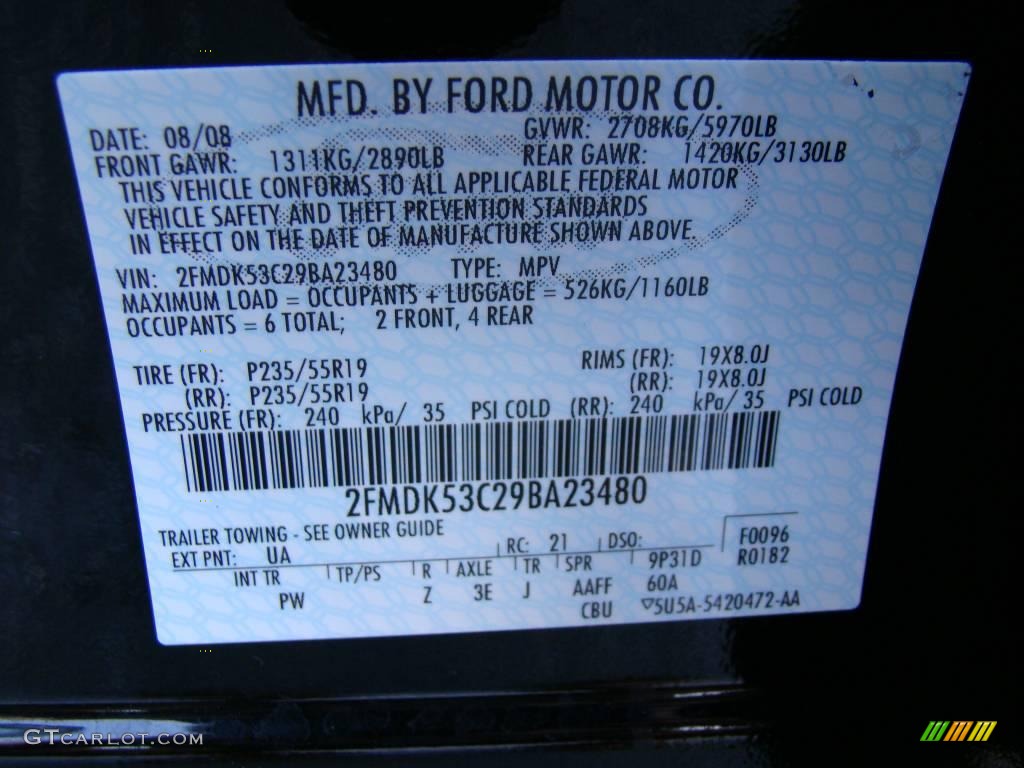 MFD. BY FORD MOTOR CO.
DATE: 08/08 GVWR: 2708KG/5970LB
FRONT GAWR: 1311KG/2890LB REAR GAWR: 1420KG/3130LB
THIS VEHICLE CONFORMS TO ALL APPLICABLE FEDERAL MOTOR
VEHICLE SAFETY AND THEFT PREVENTION STANDARDS
IN EFFECT ON THE DATE OF MANUFACTURE SHOWN ABOVE.
VIN: 2FMDK53C29BA23480 TYPE: MPV
MAXIMUM LOAD = OCCUPANTS + LUGGAGE = 526KG/1160LB
OCCUPANTS = 6 TOTAL; 2 FRONT, 4 REAR
TIRE (FR): P235/55R19 RIMS (FR): 19X8.0J
(RR): P235/55R19 (RR): 19X8.0J
PRESSURE (FR): 240 kPa/ 35 PSI COLD (RR): 240 kPa/ 35 PSI COLD
2FMDK53C29BA23480
TRAILER TOWING - SEE OWNER GUIDE
EXT PNT: UA RC: 21 DSO: F0096
R0182
INT TR TP/PS R AXLE TR SPR 9P31D
PW Z 3E J AAFF 60A
CBU ▽5U5A-5420472-AA
GTcarlot.com